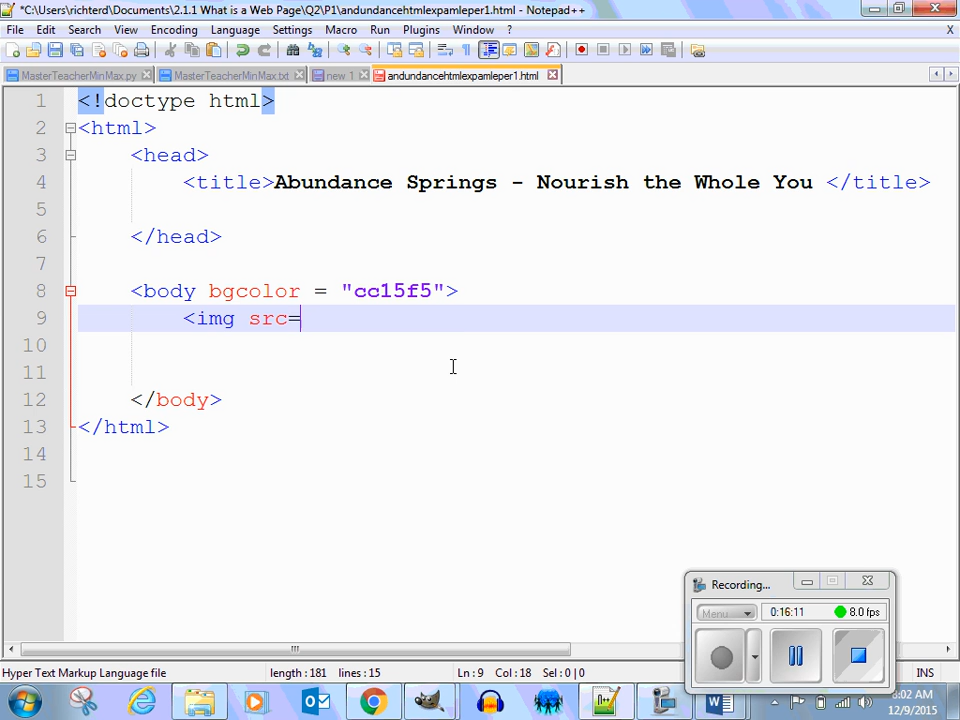 *C:\Users\richterd\Documents\2.1.1 What is a Web Page\Q2\P1\andundancehtmlexpamleper1.html - Notepad++
File Edit Search View Encoding Language Settings Macro Run Plugins Window ? X
MasterTeacherMinMax.py MasterTeacherMinMax.txt new 1 andundancehtmlexpamleper1.html
1 <!doctype html>
2 <html>
3 <head>
4 <title>Abundance Springs - Nourish the Whole You </title>
5
6 </head>
7
8 <body bgcolor = "cc15f5">
9 <img src=
10
11
12 </body>
13 </html>
14
15
Recording...
Menu 0:16:11 8.0 fps
Hyper Text Markup Language file length : 181 lines : 15 Ln : 9 Col : 18 Sel : 0 | 0 INS
8:02 AM
12/9/2015